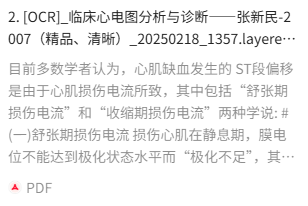 2. [OCR]_临床心电图分析与诊断——张新民-2
007（精品、清晰）_20250218_1357.layere…
目前多数学者认为，心肌缺血发生的 ST段偏移
是由于心肌损伤电流所致，其中包括“舒张期
损伤电流”和“收缩期损伤电流”两种学说: #
(一)舒张期损伤电流 损伤心肌在静息期，膜电
位不能达到极化状态水平而“极化不足”，其…
PDF